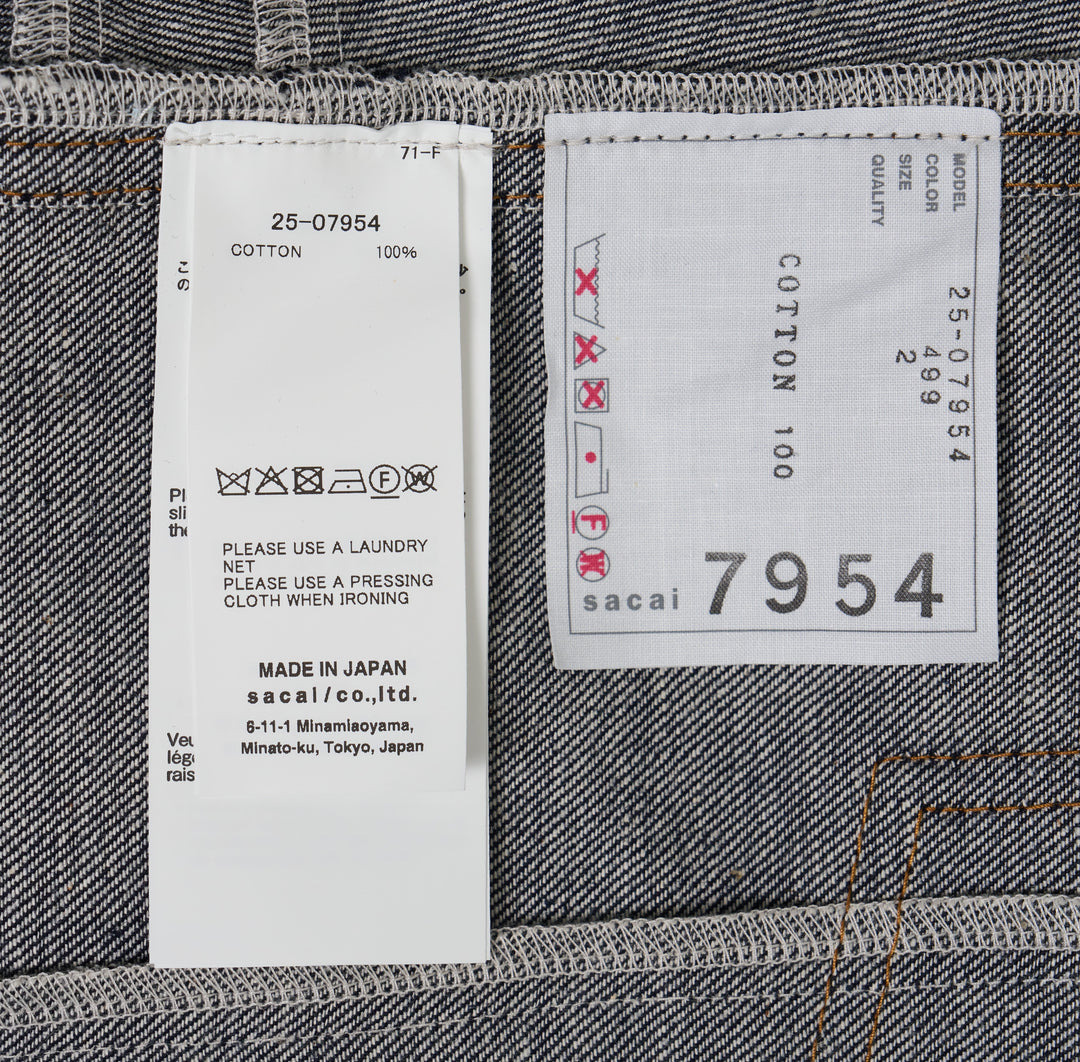 71-F
25-07954
COTTON 100%
PLEASE USE A LAUNDRY
NET
PLEASE USE A PRESSING
CLOTH WHEN IRONING
MADE IN JAPAN
sacai/co.,ltd.
6-11-1 Minamiaoyama,
Minato-ku, Tokyo, Japan
MODEL 25-07954
COLOR 499
SIZE 2
QUALITY
COTTON 100
F
W
F
W
sacai 7954